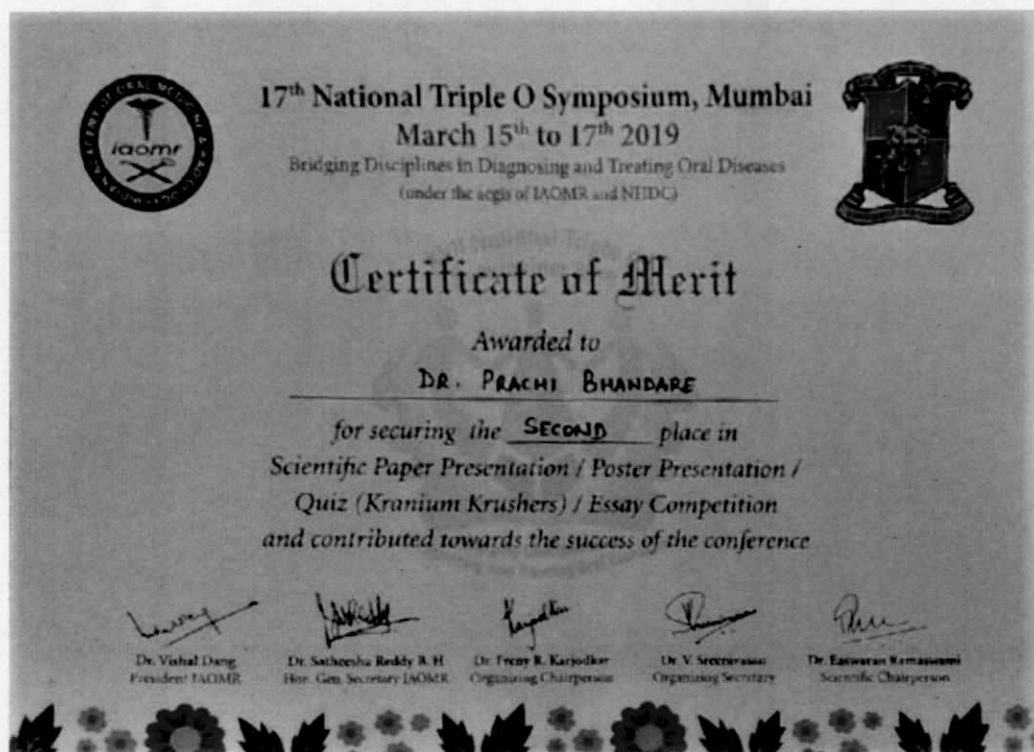 17th National Triple O Symposium, Mumbai
March 15th to 17th 2019
Bridging Disciplines in Diagnosing and Treating Oral Diseases
(under the aegis of IAOMR and NHDC)
iaomr
Certificate of Merit
Awarded to
DR. PRACHI BHANDARE
for securing the SECOND place in
Scientific Paper Presentation / Poster Presentation /
Quiz (Kranium Krushers) / Essay Competition
and contributed towards the success of the conference
Dr. Vishal Dang Dr. Satheesha Reddy B. H Dr. Freny R. Karjodkar Dr V. Sreenivasan Dr. Easwaran Ramaswami
President IAOMR Hon. Gen. Secretary IAOMR Organizing Chairperson Organizing Secretary Scientific Chairperson